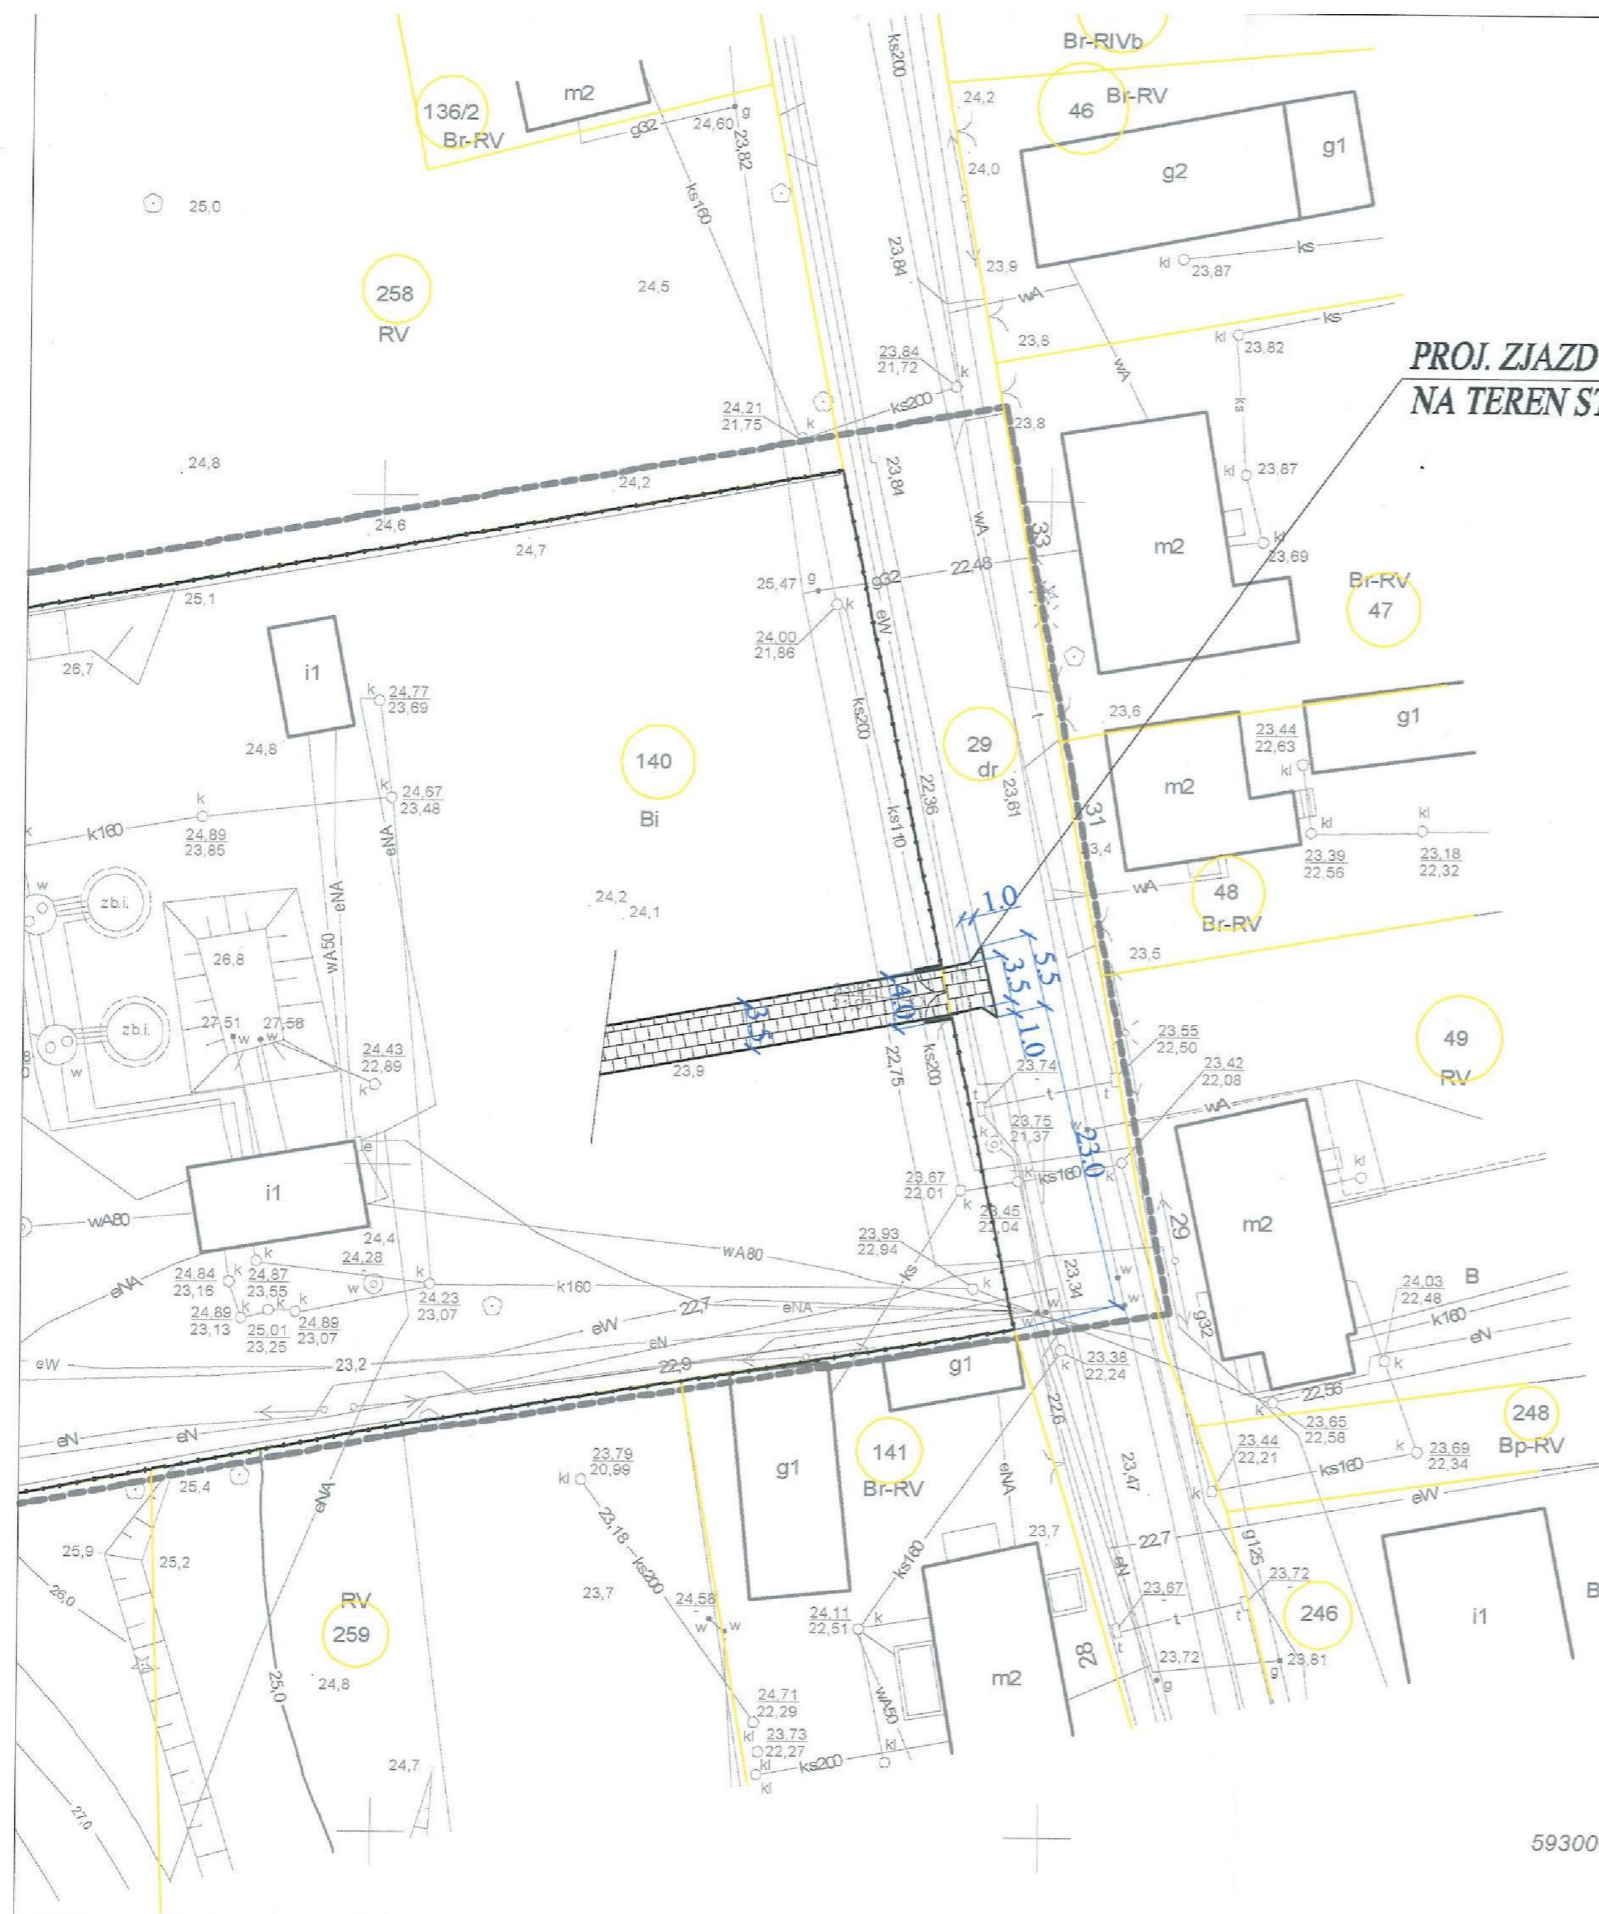 Br-RIVb
136/2
Br-RV
m2
g32
24,60
g
23,82
ks160
ks200
24,2
46
Br-RV
g2
g1
24,0
25,0
258
RV
24,5
23,84
23,9
wA
kl
23,87
ks
23,8
kl
23,82
ks
PROJ. ZJAZD
NA TEREN ST
23,84
21,72
k
ks200
24,21
21,75
k
23,8
wA
ks
24,8
24,2
23,84
kl
23,87
24,6
24,7
wA
33
m2
kl
23,69
25,47
g
g32
22,48
Br-RV
47
25,1
k
24,00
21,86
eW
26,7
i1
k
24,77
23,69
ks200
t
23,6
23,44
22,63
g1
24,8
140
Bi
29
dr
m2
kl
k
24,67
23,48
22,36
23,61
31
k
k160
k
24,89
23,85
eNA
ks110
23,4
kl
23,39
22,56
kl
23,18
22,32
w
zb.i.
24,2
24,1
1.0
wA
48
Br-RV
26,8
eNA
wA50
5.5
3.5
23,5
zb.i.
27,51
w
27,58
w
3.5
4.0
1.0
49
RV
w
24,43
22,89
k
23,9
22,75
ks200
23,74
t
t
23,55
22,50
23,42
22,08
wA
e
23,75
21,37
k
w
23.0
k
i1
23,67
22,01
k
ks160
kl
m2
wA80
24,4
23,45
22,04
29
24,28
w
wA80
23,93
22,94
ks
k
eNA
24,84
23,16
k
24,87
23,55
k
k160
k
24,23
23,07
23,34
w
w
24,03
22,48
B
24,89
23,13
k
25,01
23,25
k
24,89
23,07
22,7
eNA
w
w
g32
k160
eW
eN
eN
eW
23,2
22,9
g1
k
23,38
22,24
k
22,56
k
23,65
22,58
248
Bp-RV
eN
eN
25,4
eNA
23,79
20,99
kl
g1
141
Br-RV
22,6
eNA
23,47
23,44
22,21
k
ks160
k
23,69
22,34
eW
25,9
25,2
26,0
23,18
ks200
23,7
ks160
23,7
22,7
g125
eN
RV
259
23,7
24,58
w
w
24,11
22,51
k
23,67
t
t
23,72
t
246
i1
B
25,0
24,8
m2
28
23,72
g
g
23,81
24,71
22,29
kl
23,73
22,27
kl
kl
wA50
kl
ks200
24,7
27,0
59300